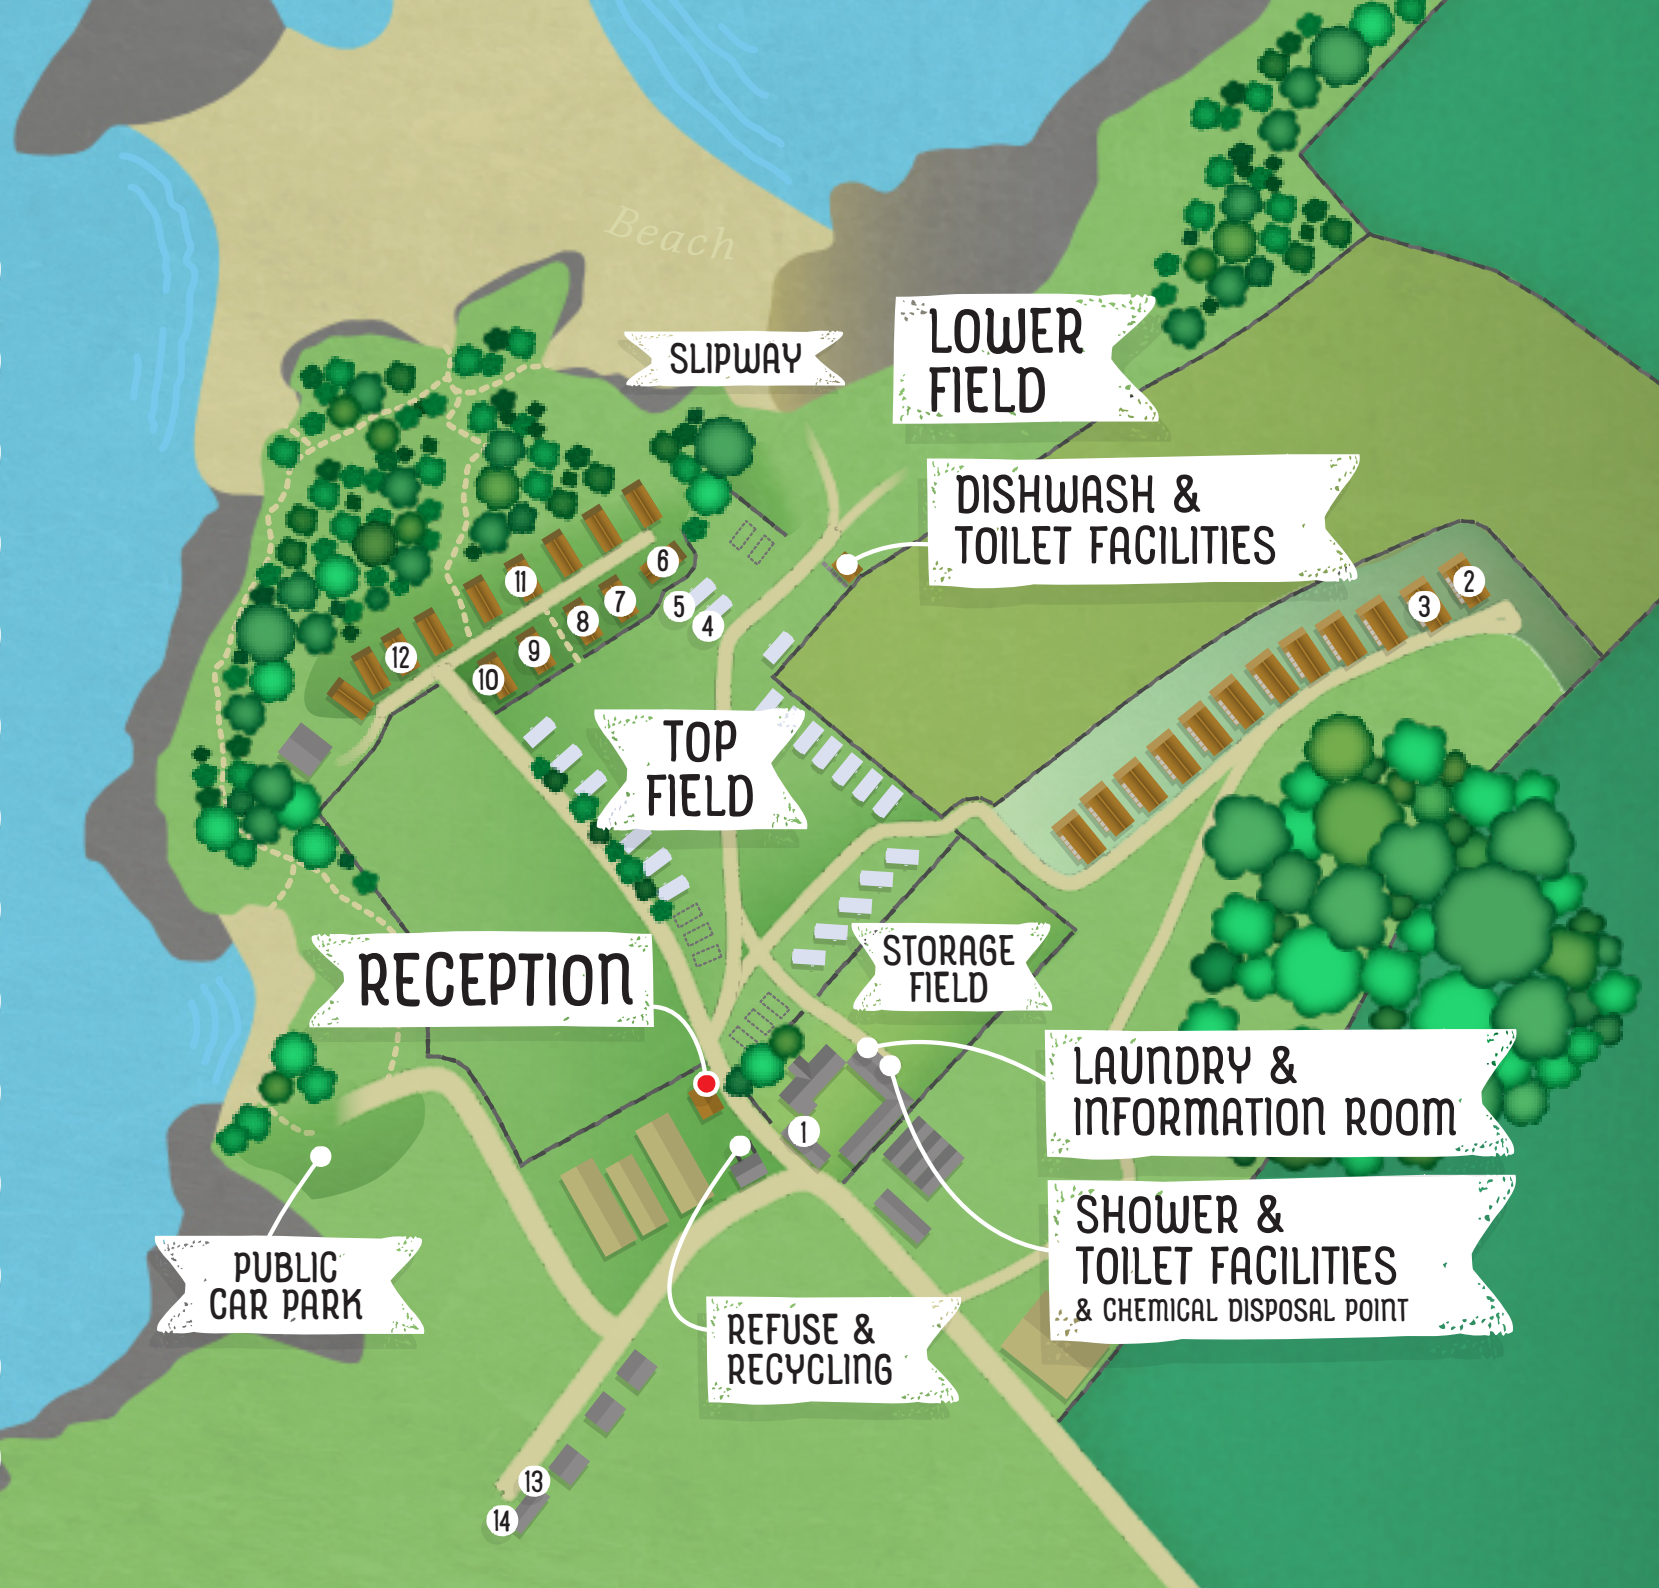 Beach
SLIPWAY
LOWER
FIELD
DISHWASH &
TOILET FACILITIES
6
11
7
5
4
8
9
10
12
2
3
TOP
FIELD
RECEPTION
STORAGE
FIELD
LAUNDRY &
INFORMATION ROOM
1
SHOWER &
TOILET FACILITIES
& CHEMICAL DISPOSAL POINT
PUBLIC
CAR PARK
REFUSE &
RECYCLING
13
14